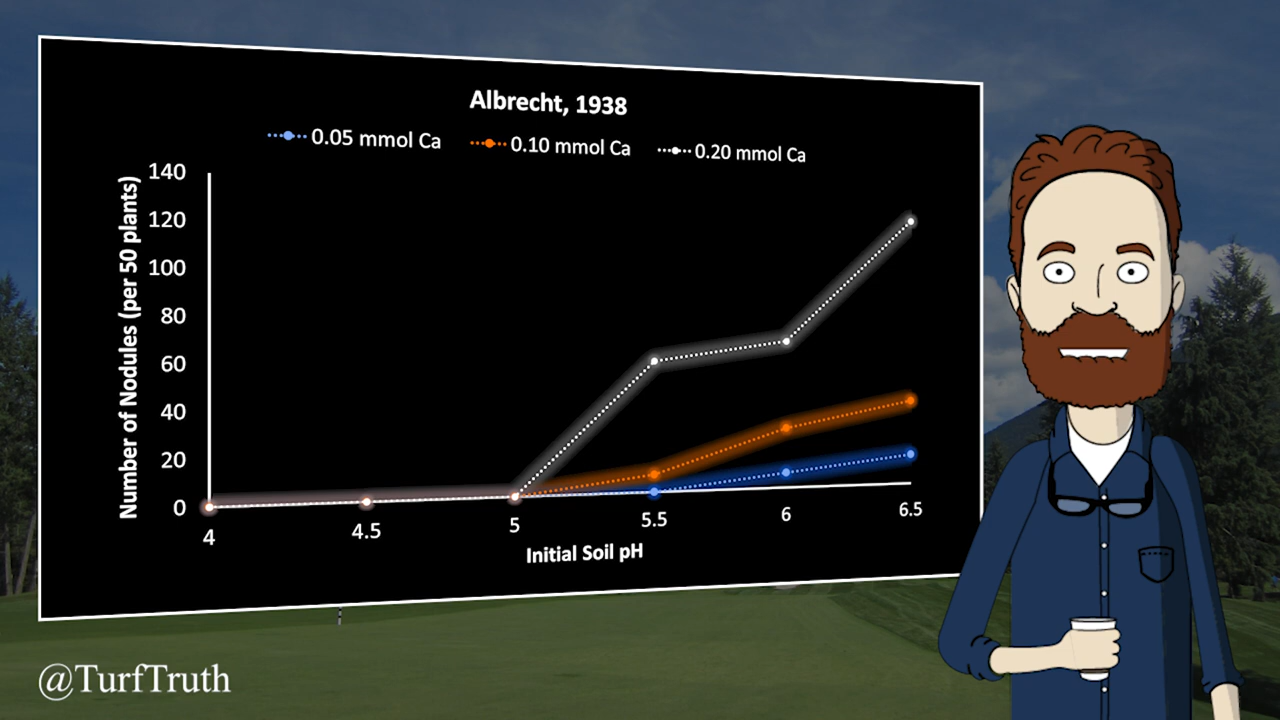 Albrecht, 1938
0.05 mmol Ca 0.10 mmol Ca 0.20 mmol Ca
Number of Nodules (per 50 plants)
140
120
100
80
60
40
20
0
4 4.5 5 5.5 6 6.5
Initial Soil pH
@TurfTruth